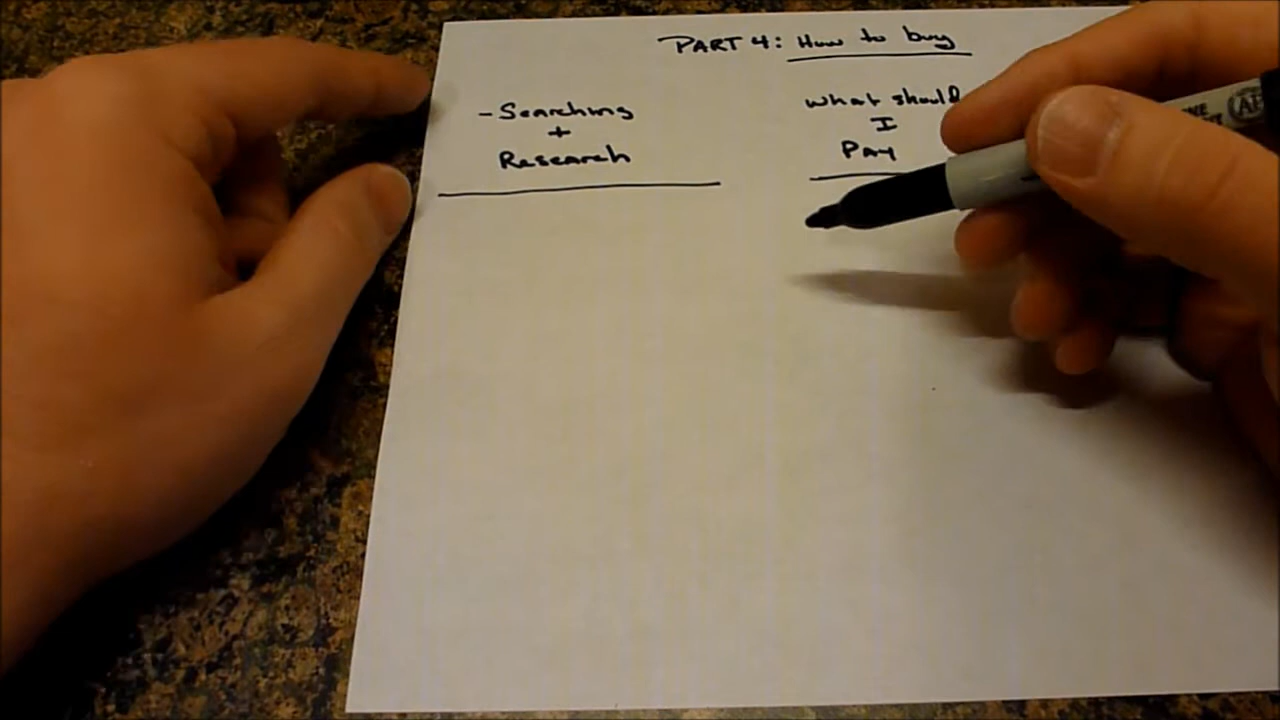 PART 4: How to buy
- Searching
+
Research
what should
I
Pay